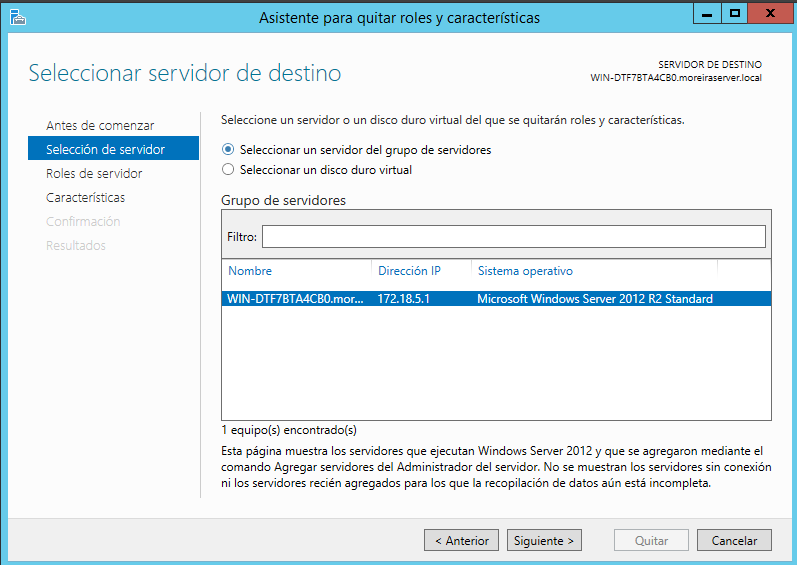 Asistente para quitar roles y características
Seleccionar servidor de destino
SERVIDOR DE DESTINO
WIN-DTF7BTA4CB0.moreiraserver.local
Antes de comenzar
Selección de servidor
Roles de servidor
Características
Confirmación
Resultados
Seleccione un servidor o un disco duro virtual del que se quitarán roles y características.
Seleccionar un servidor del grupo de servidores
Seleccionar un disco duro virtual
Grupo de servidores
Filtro:
Nombre Dirección IP Sistema operativo
WIN-DTF7BTA4CB0.mor... 172.18.5.1 Microsoft Windows Server 2012 R2 Standard
1 equipo(s) encontrado(s)
Esta página muestra los servidores que ejecutan Windows Server 2012 y que se agregaron mediante el
comando Agregar servidores del Administrador del servidor. No se muestran los servidores sin conexión
ni los servidores recién agregados para los que la recopilación de datos aún está incompleta.
< Anterior Siguiente > Quitar Cancelar